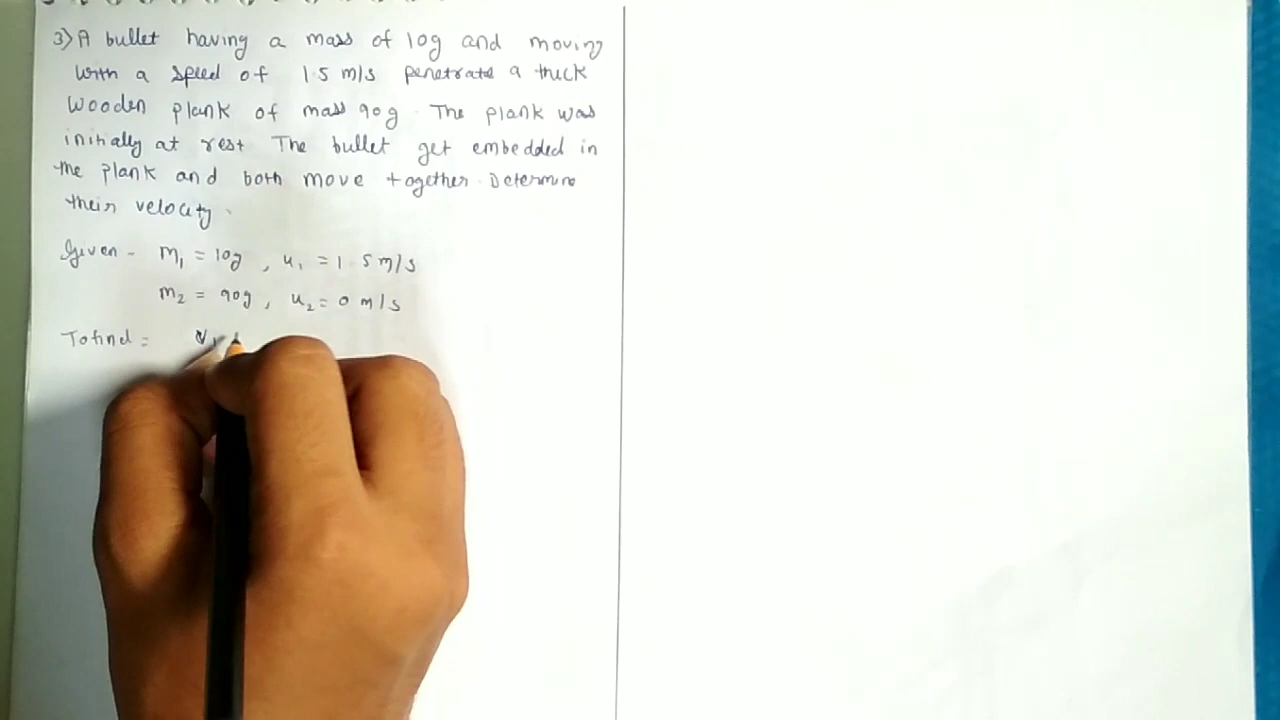 3) A bullet having a mass of 10g and moving
with a speed of 1.5 m/s penetrate a thick
wooden plank of mass 90g. The plank was
initially at rest The bullet get embedded in
the plank and both move together. Determine
their velocity.
Given - m₁ = 10g , u₁ = 1.5 m/s
m₂ = 90g, u₂ = 0 m/s
To find =